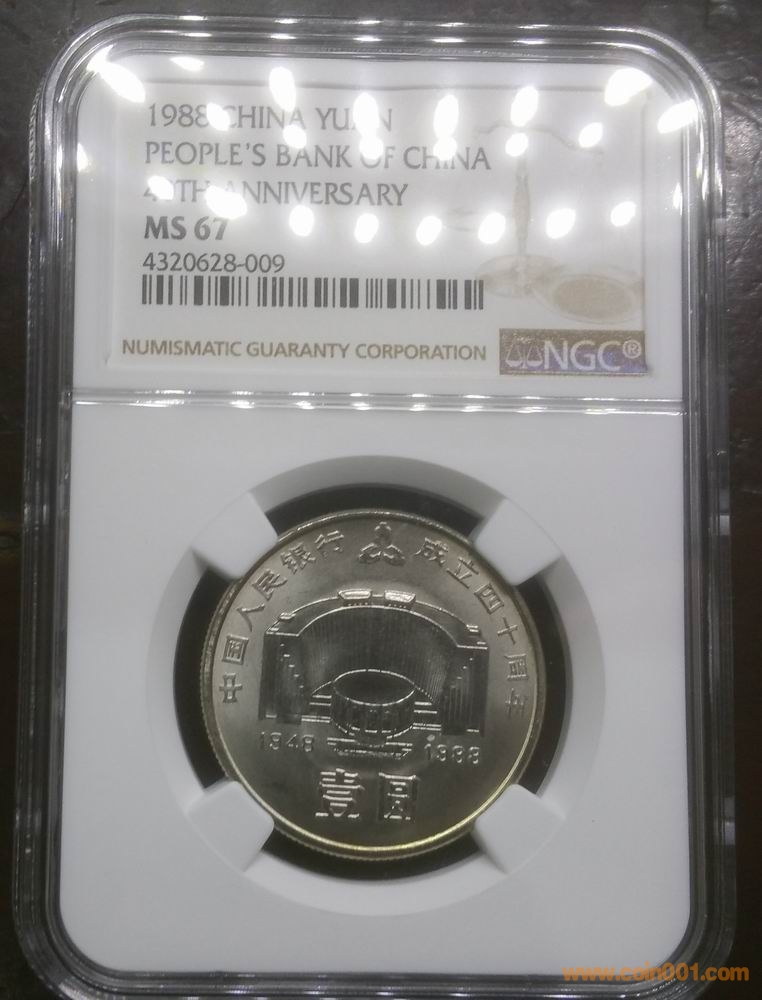 1988 CHINA YUAN
PEOPLE'S BANK OF CHINA
40TH ANNIVERSARY
MS 67
4320628-009
NUMISMATIC GUARANTY CORPORATION
NGC®
中国人民银行 成立四十周年
1948 1988
壹圆
www.coin001.com